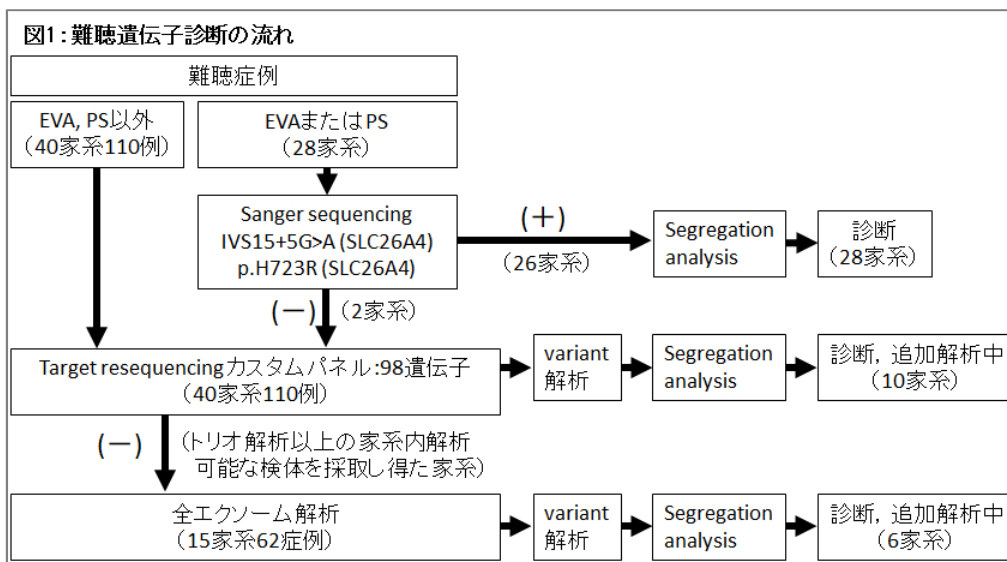 図1：難聴遺伝子診断の流れ
難聴症例
EVA, PS以外
（40家系110例）
EVAまたはPS
（28家系）
Sanger sequencing
IVS15+5G>A (SLC26A4)
p.H723R (SLC26A4)
(＋)
（26家系）
Segregation
analysis
診断
（28家系）
(－)
（2家系）
Target resequencingカスタムパネル:98遺伝子
（40家系110例）
variant
解析
Segregation
analysis
診断，追加解析中
（10家系）
(－)
（トリオ解析以上の家系内解析
可能な検体を採取し得た家系）
全エクソーム解析
（15家系62症例）
variant
解析
Segregation
analysis
診断，追加解析中
（6家系）